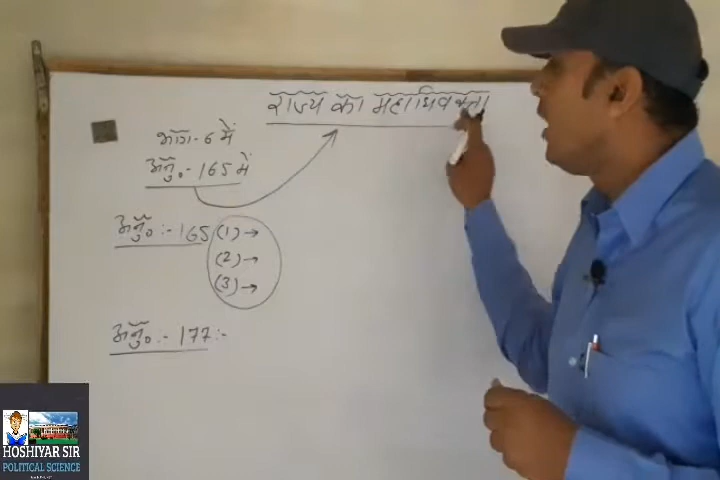 राज्य का महाधिवक्ता
भाग - 6 में
अनु॰ - 165 में
अनु॰ :- 165 (1) →
(2) →
(3) →
अनु॰ :- 177 :-
HOSHIYAR SIR
POLITICAL SCIENCE